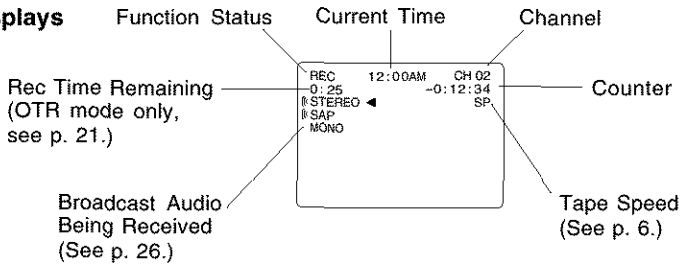 splays
Function Status
Current Time
Channel
REC 12:00AM CH 02
0:25 -0:12:34
STEREO ◄ SP
SAP
MONO
Rec Time Remaining
(OTR mode only,
see p. 21.)
Counter
Broadcast Audio
Being Received
(See p. 26.)
Tape Speed
(See p. 6.)